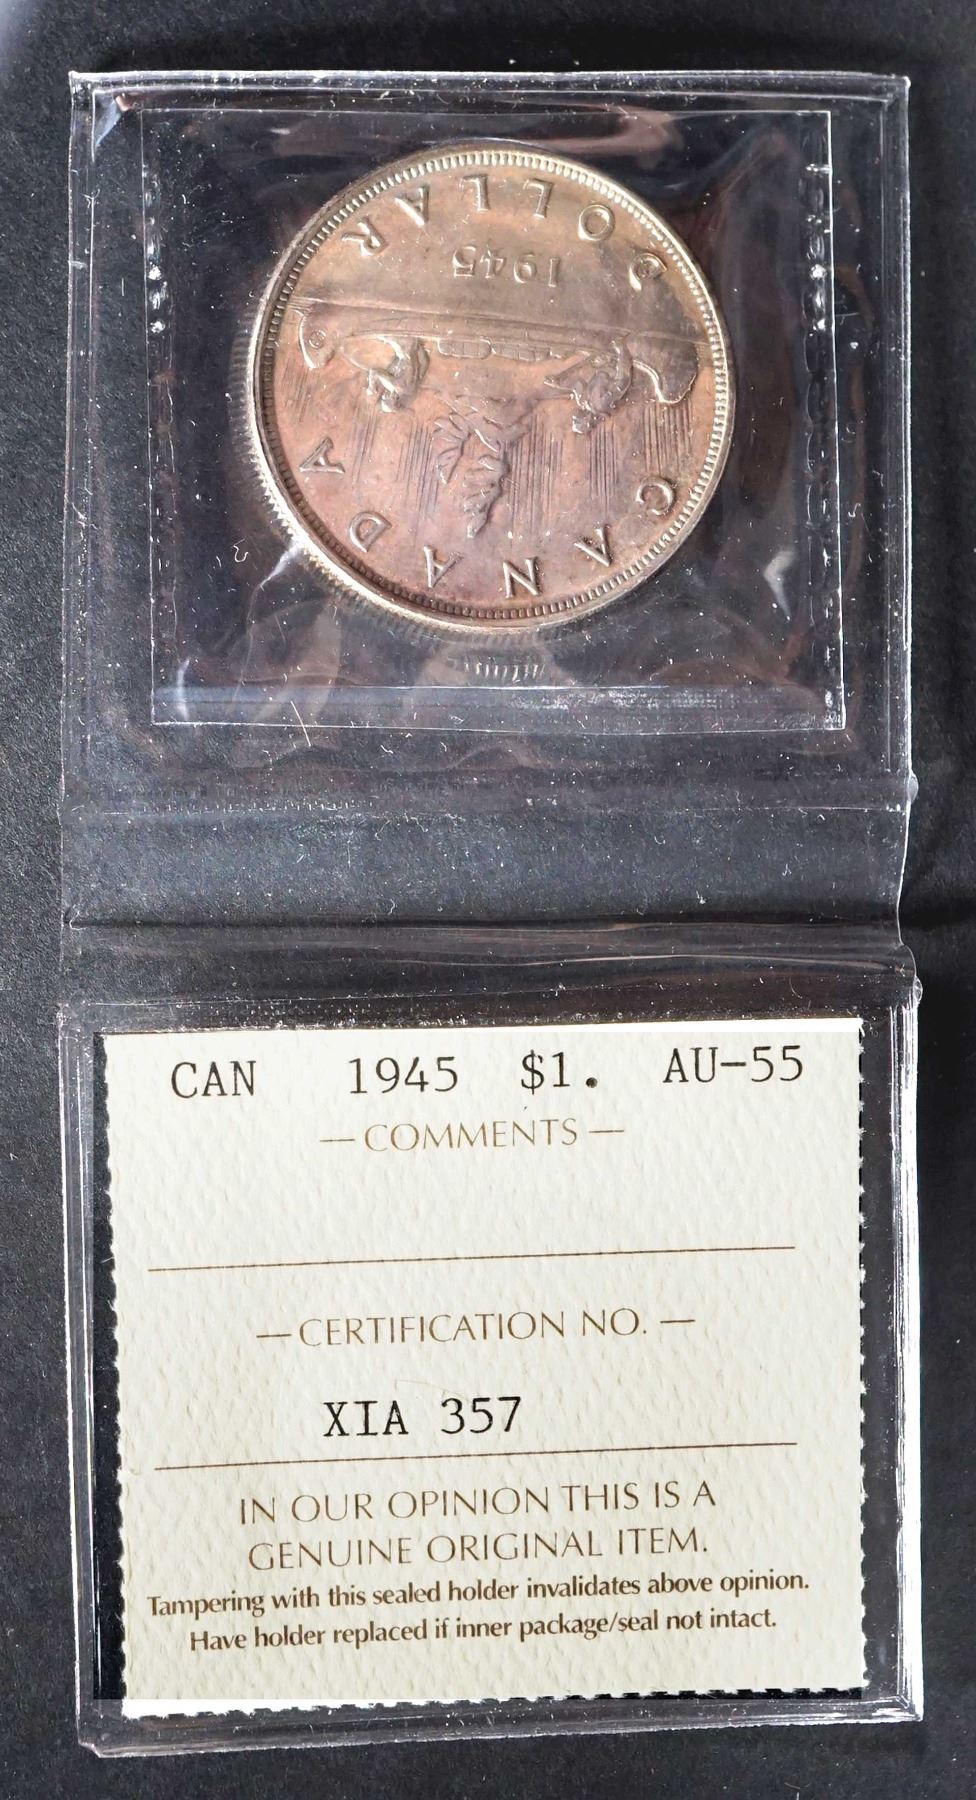 CANADA
1945
DOLLAR
CAN 1945 $1. AU-55
— COMMENTS —
— CERTIFICATION NO. —
XIA 357
IN OUR OPINION THIS IS A
GENUINE ORIGINAL ITEM.
Tampering with this sealed holder invalidates above opinion.
Have holder replaced if inner package/seal not intact.